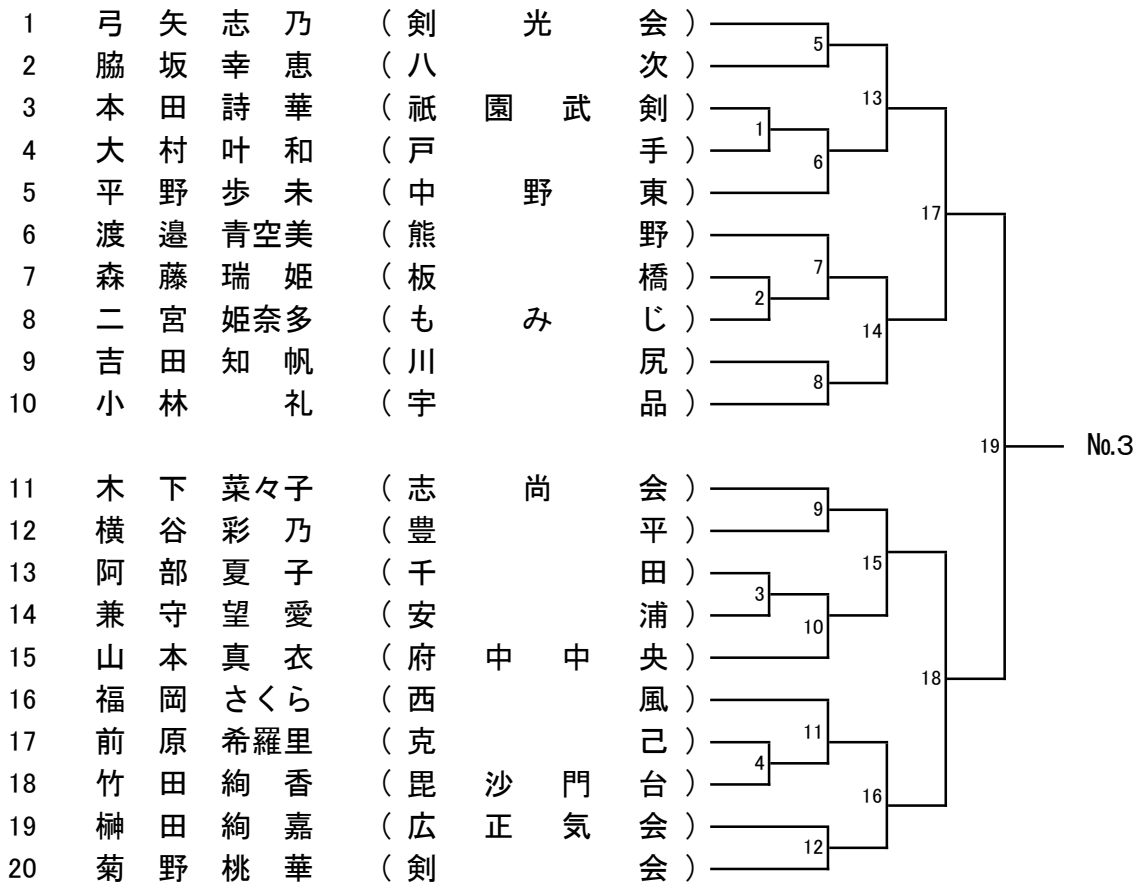 1 弓矢志乃 (剣光会)
5
2 脇坂幸恵 (八次)
13
3 本田詩華 (祇園武剣)
1
4 大村叶和 (戸手)
6
5 平野歩未 (中野東)
17
6 渡邉青空美 (熊野)
7
7 森藤瑞姫 (板橋)
2
8 二宮姫奈多 (もみじ)
14
9 吉田知帆 (川尻)
8
10 小林礼 (宇品)
19 №3
11 木下菜々子 (志尚会)
9
12 横谷彩乃 (豊平)
15
13 阿部夏子 (千田)
3
14 兼守望愛 (安浦)
10
15 山本真衣 (府中中央)
18
16 福岡さくら (西風)
11
17 前原希羅里 (克己)
4
18 竹田絢香 (毘沙門台)
16
19 榊田絢嘉 (広正気会)
12
20 菊野桃華 (剣会)